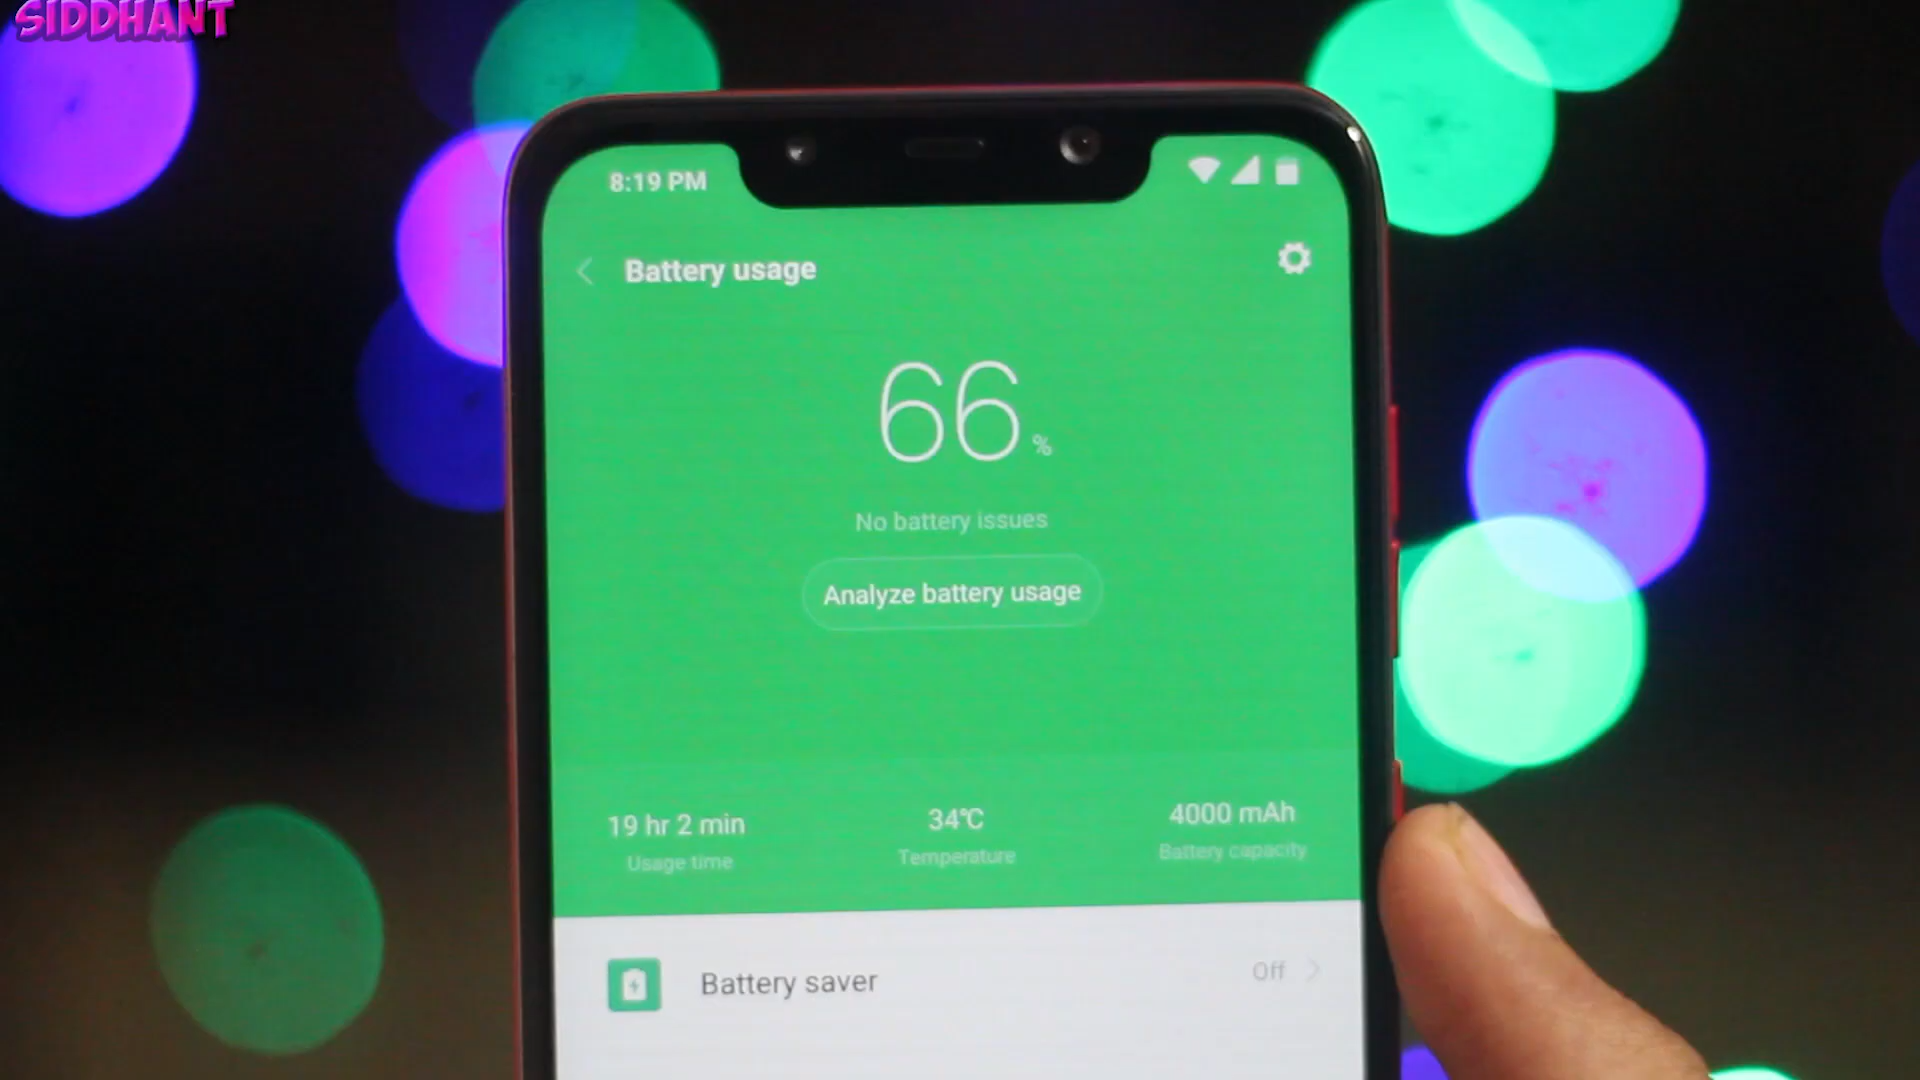 SIDDHANT
8:19 PM
Battery usage
66 %
No battery issues
Analyze battery usage
19 hr 2 min
Usage time
34℃
Temperature
4000 mAh
Battery capacity
Battery saver
Off